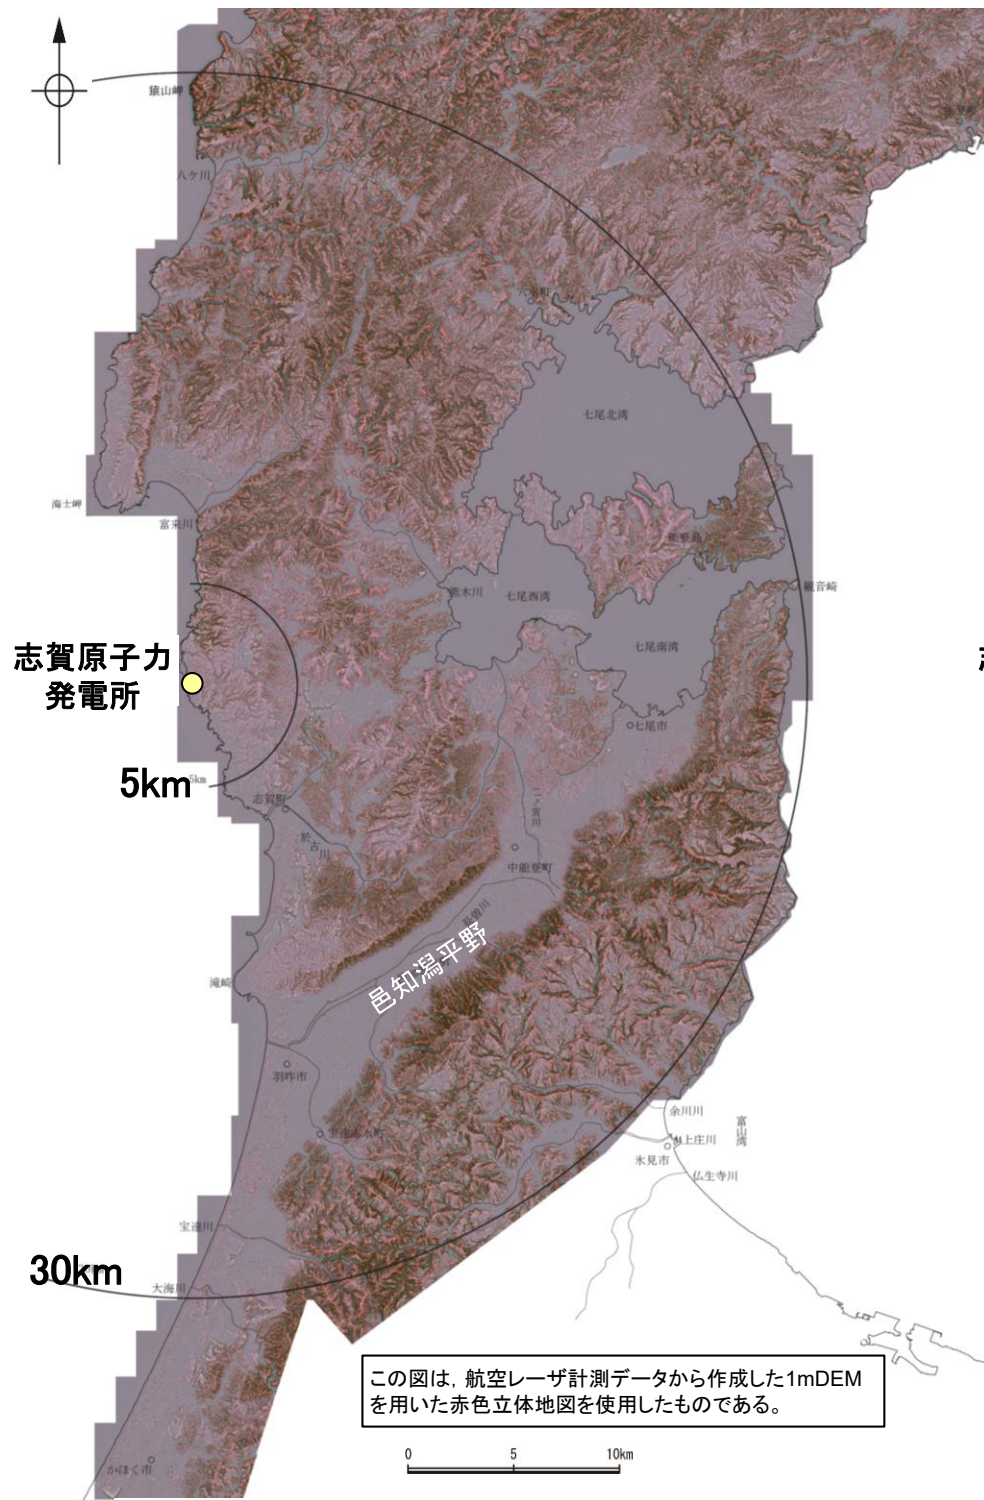 猿山岬
八ケ川
穴水町
七尾北湾
海士岬
富来川
能登島
熊木川
七尾西湾
観音崎
七尾南湾
志賀原子力
発電所
七尾市
5km
5km
志賀町
二ノ宮川
於古川
中能登町
長曽川
邑知潟平野
滝崎
羽咋市
余川川
富山湾
宝達志水町
上庄川
氷見市
仏生寺川
宝達川
30km
大海川
この図は，航空レーザ計測データから作成した1mDEM
を用いた赤色立体地図を使用したものである。
0 5 10km
かほく市